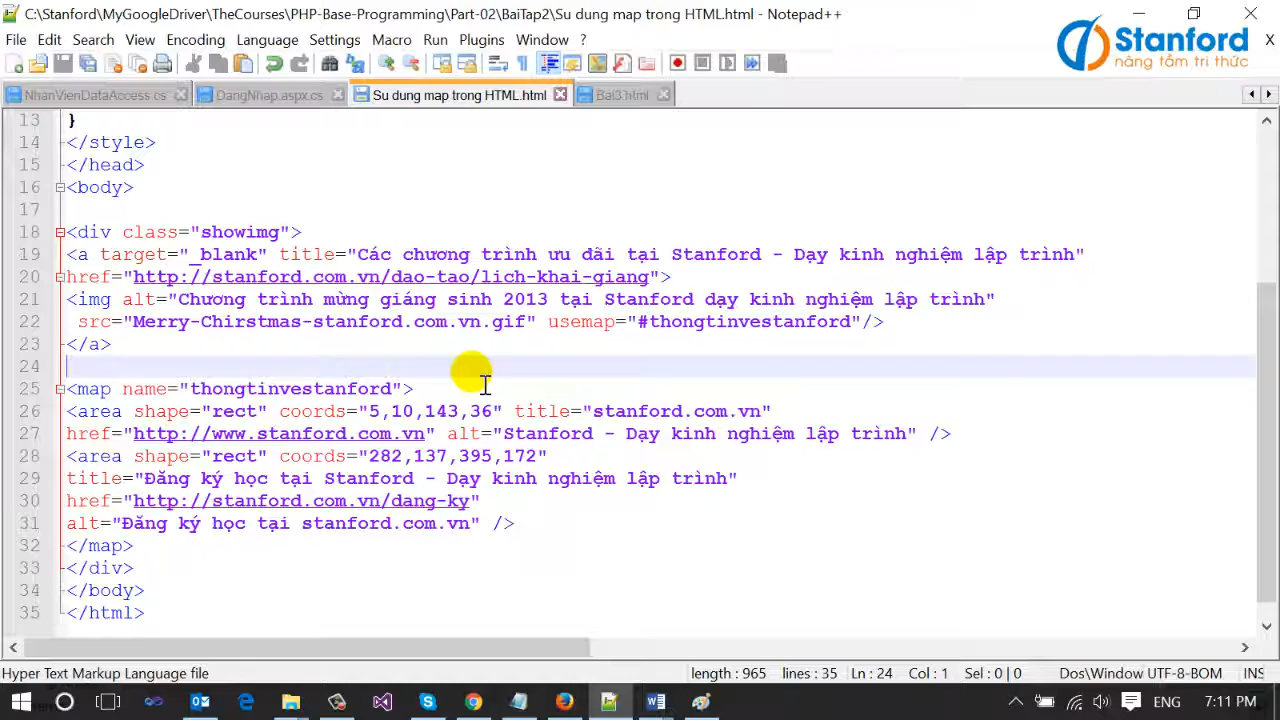 C:\Stanford\MyGoogleDriver\TheCourses\PHP-Base-Programming\Part-02\BaiTap2\Su dung map trong HTML.html - Notepad++
File Edit Search View Encoding Language Settings Macro Run Plugins Window ? X
Stanford
nâng tầm tri thức
NhanVienDataAccess.cs DangNhap.aspx.cs Su dung map trong HTML.html Bai3.html
13 }
14 </style>
15 </head>
16 <body>
17
18 <div class="showimg">
19 <a target="_blank" title="Các chương trình ưu đãi tại Stanford - Dạy kinh nghiệm lập trình"
20 href="http://stanford.com.vn/dao-tao/lich-khai-giang">
21 <img alt="Chương trình mừng giáng sinh 2013 tại Stanford dạy kinh nghiệm lập trình"
22 src="Merry-Chirstmas-stanford.com.vn.gif" usemap="#thongtinvestanford"/>
23 </a>
24
25 <map name="thongtinvestanford">
26 <area shape="rect" coords="5,10,143,36" title="stanford.com.vn"
27 href="http://www.stanford.com.vn" alt="Stanford - Dạy kinh nghiệm lập trình" />
28 <area shape="rect" coords="282,137,395,172"
29 title="Đăng ký học tại Stanford - Dạy kinh nghiệm lập trình"
30 href="http://stanford.com.vn/dang-ky"
31 alt="Đăng ký học tại stanford.com.vn" />
32 </map>
33 </div>
34 </body>
35 </html>
Hyper Text Markup Language file length : 965 lines : 35 Ln : 24 Col : 1 Sel : 0 | 0 Dos\Window UTF-8-BOM INS
ENG 7:11 PM